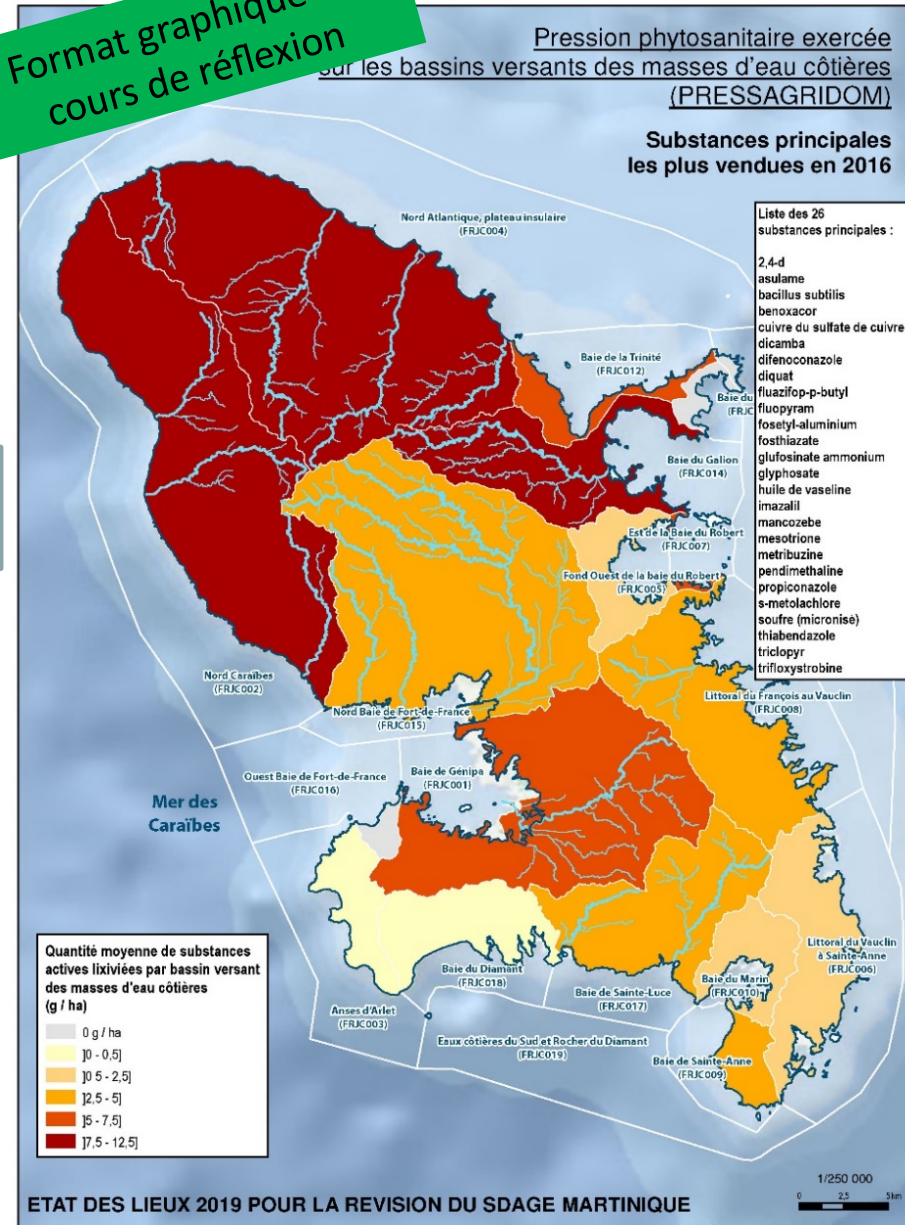 Format graphique
cours de réflexion
Pression phytosanitaire exercée
sur les bassins versants des masses d'eau côtières
(PRESSAGRIDOM)
Substances principales
les plus vendues en 2016
Liste des 26
substances principales :
2,4-d
asulame
bacillus subtilis
benoxacor
cuivre du sulfate de cuivre
dicamba
difenoconazole
diquat
fluazifop-p-butyl
fluopyram
fosetyl-aluminium
fosthiazate
glufosinate ammonium
glyphosate
huile de vaseline
imazalil
mancozebe
mesotrione
metribuzine
pendimethaline
propiconazole
s-metolachlore
soufre (micronisé)
thiabendazole
triclopyr
trifloxystrobine
Nord Atlantique, plateau insulaire
(FRJC004)
Baie de la Trinité
(FRJC012)
Baie du
(FRJC
Baie du Galion
(FRJC014)
Est de la Baie du Robert
(FRJC007)
Fond Ouest de la baie du Robert
(FRJC005)
Nord Caraïbes
(FRJC002)
Littoral du François au Vauclin
(FRJC008)
Nord Baie de Fort-de-France
(FRJC015)
Ouest Baie de Fort-de-France
(FRJC016)
Baie de Génipa
(FRJC001)
Mer des
Caraïbes
Littoral du Vauclin
à Sainte-Anne
(FRJC006)
Baie du Diamant
(FRJC018)
Baie du Marin
(FRJC010)
Baie de Sainte-Luce
(FRJC017)
Anses d'Arlet
(FRJC003)
Eaux côtières du Sud et Rocher du Diamant
(FRJC019)
Baie de Sainte-Anne
(FRJC009)
Quantité moyenne de substances
actives lixiviées par bassin versant
des masses d'eau côtières
(g / ha)
0 g / ha
]0 - 0,5]
]0 5 - 2,5]
]2,5 - 5]
]5 - 7,5]
]7,5 - 12,5]
1/250 000
0 2,5 5km
ETAT DES LIEUX 2019 POUR LA REVISION DU SDAGE MARTINIQUE